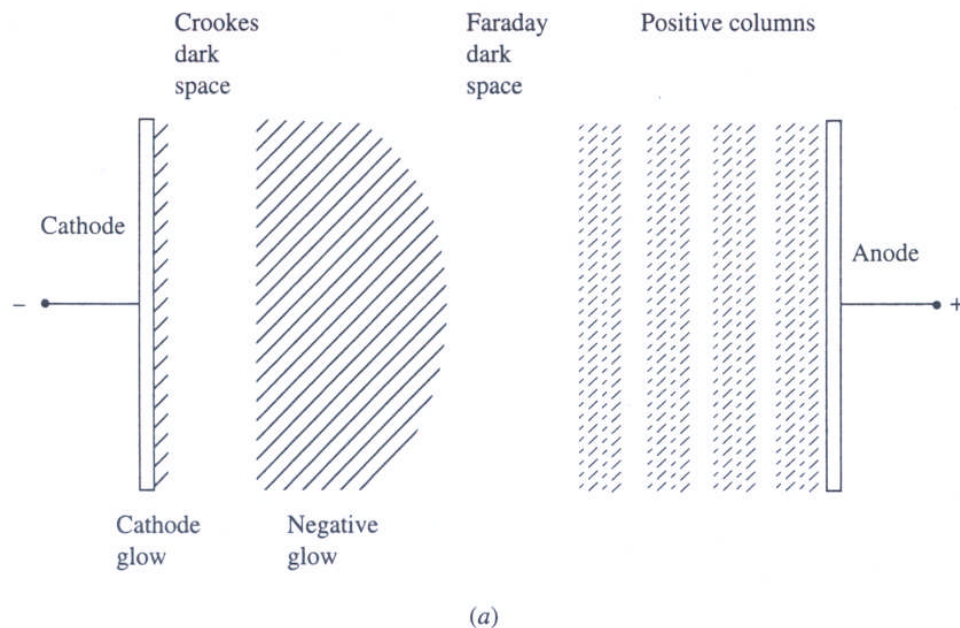 Crookes
dark
space
Faraday
dark
space
Positive columns
Cathode
Anode
–
+
Cathode
glow
Negative
glow
(a)